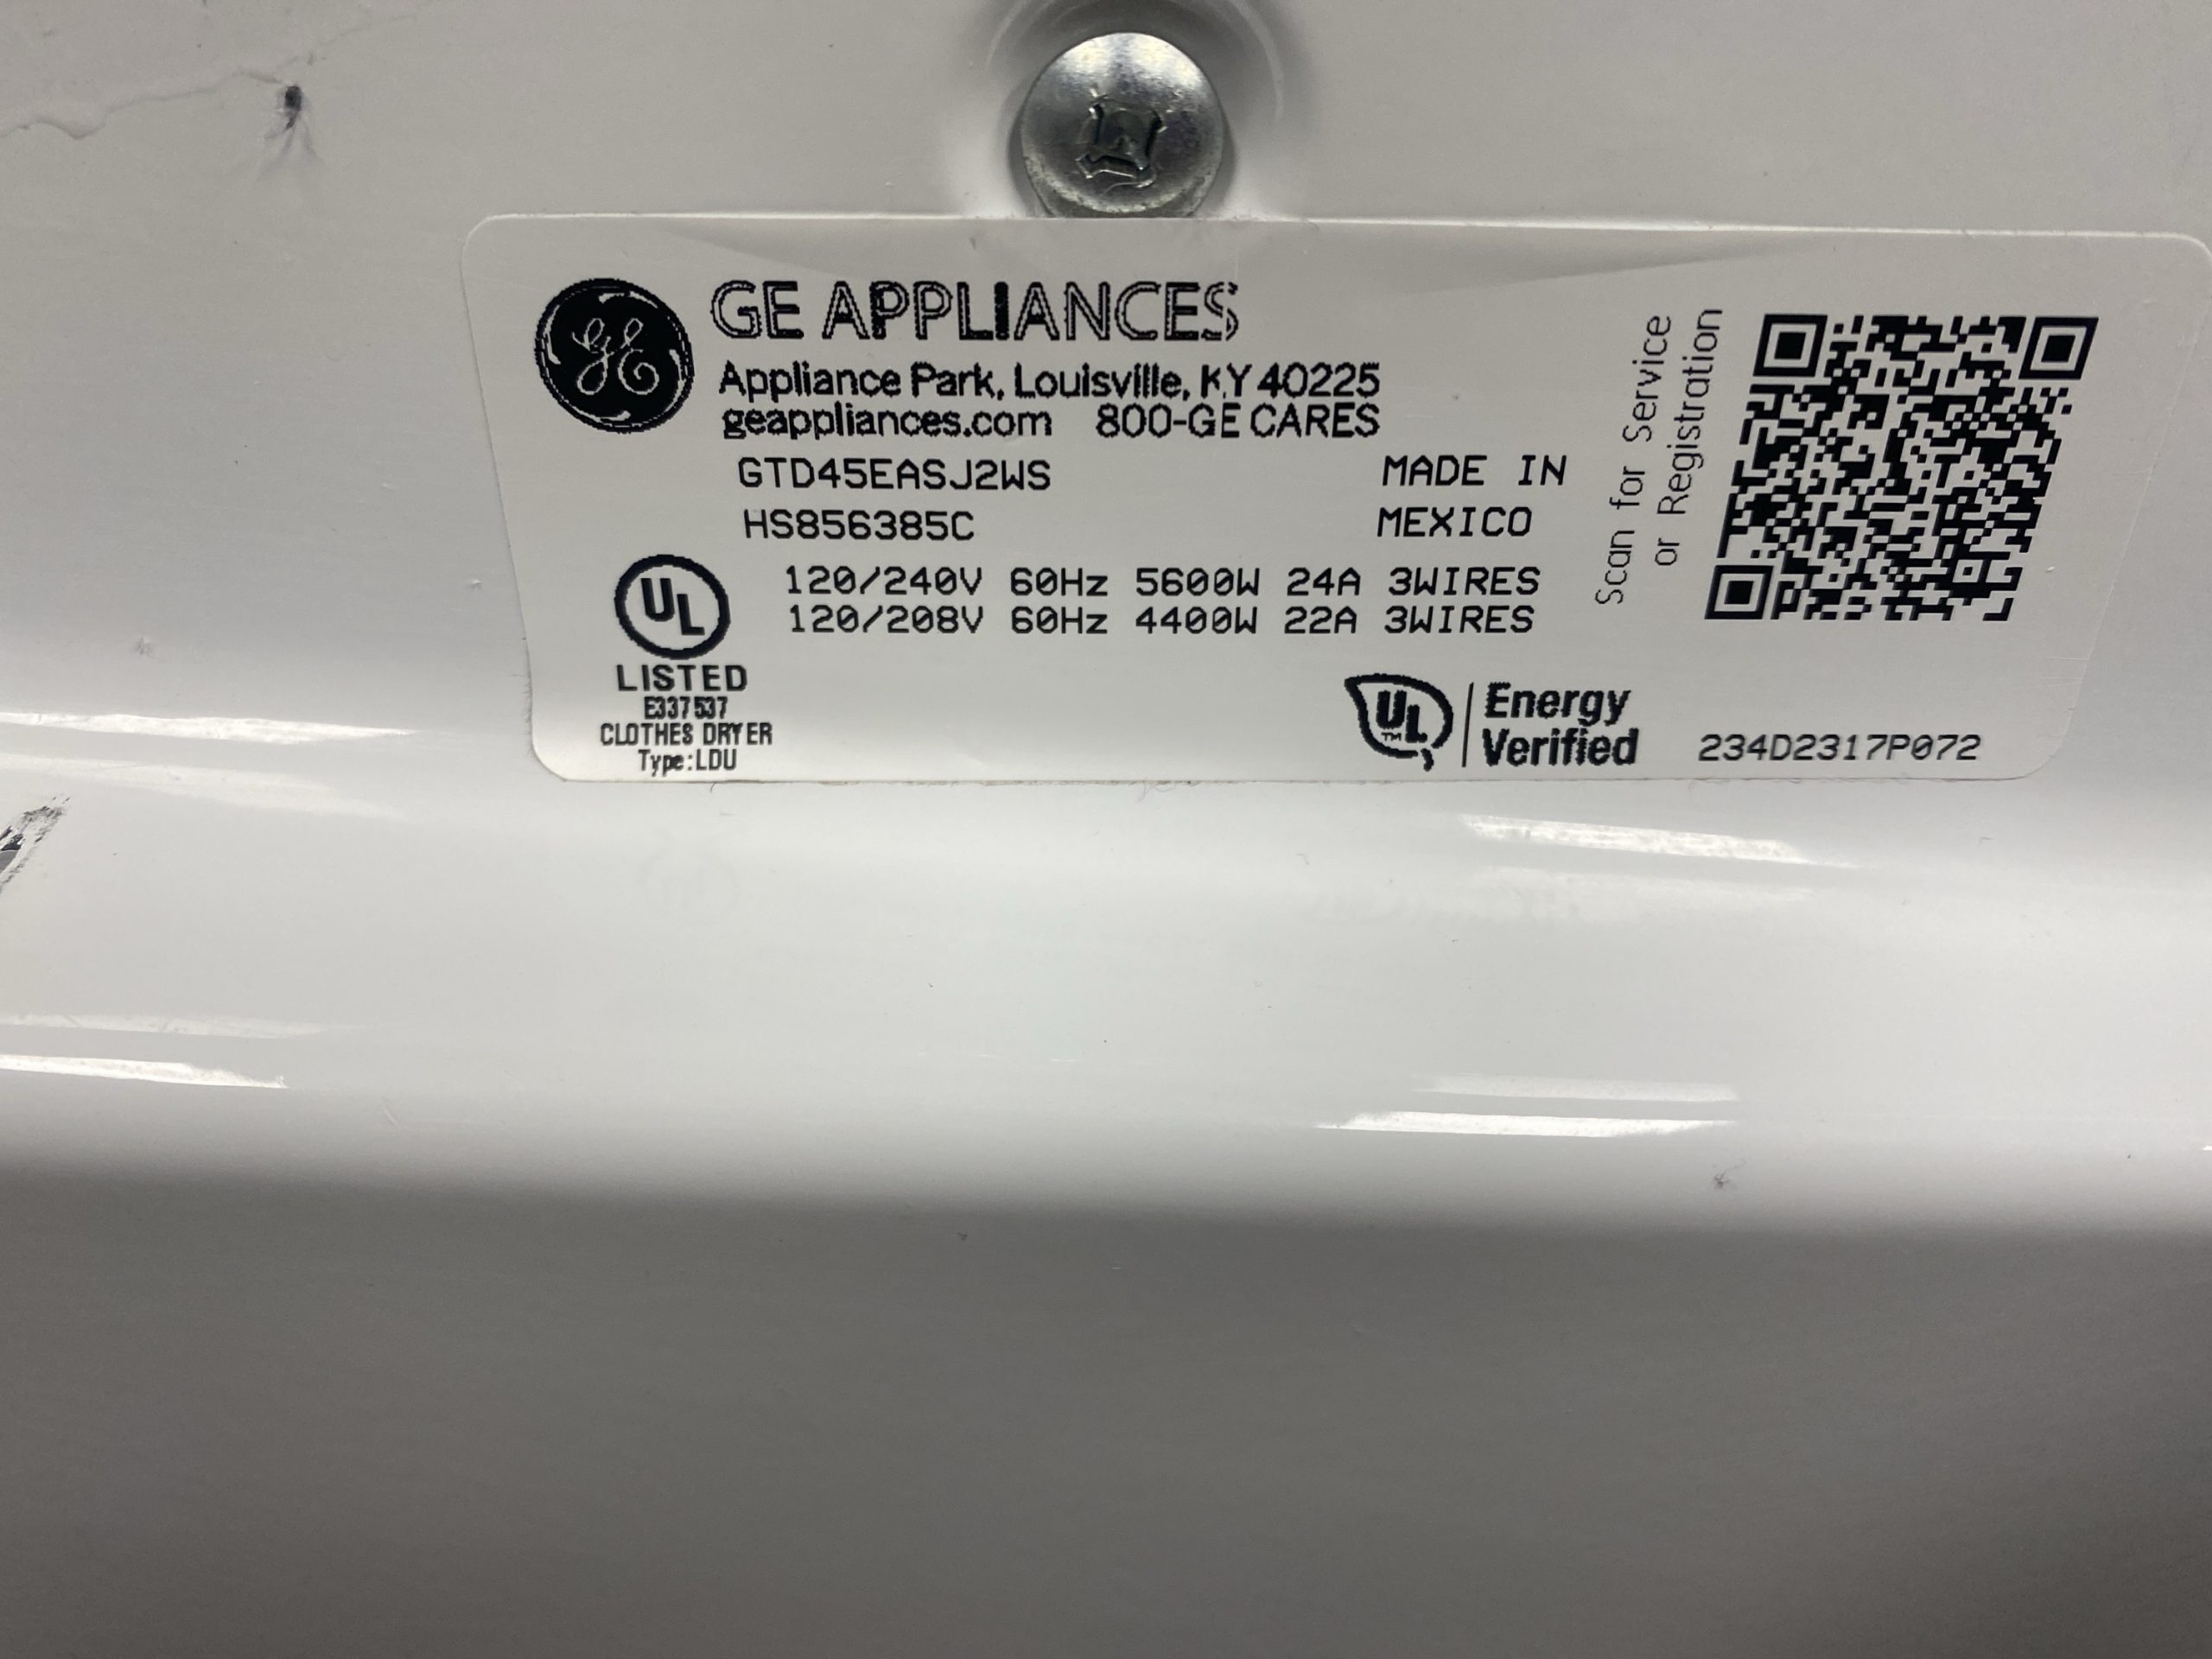 GE APPLIANCES
Appliance Park, Louisville, KY 40225
geappliances.com 800-GE CARES
GTD45EASJ2WS
HS856385C
MADE IN
MEXICO
120/240V 60Hz 5600W 24A 3WIRES
120/208V 60Hz 4400W 22A 3WIRES
UL
LISTED
E337537
CLOTHES DRYER
Type:LDU
UL TM
Energy
Verified
234D2317P072
Scan for Service
or Registration